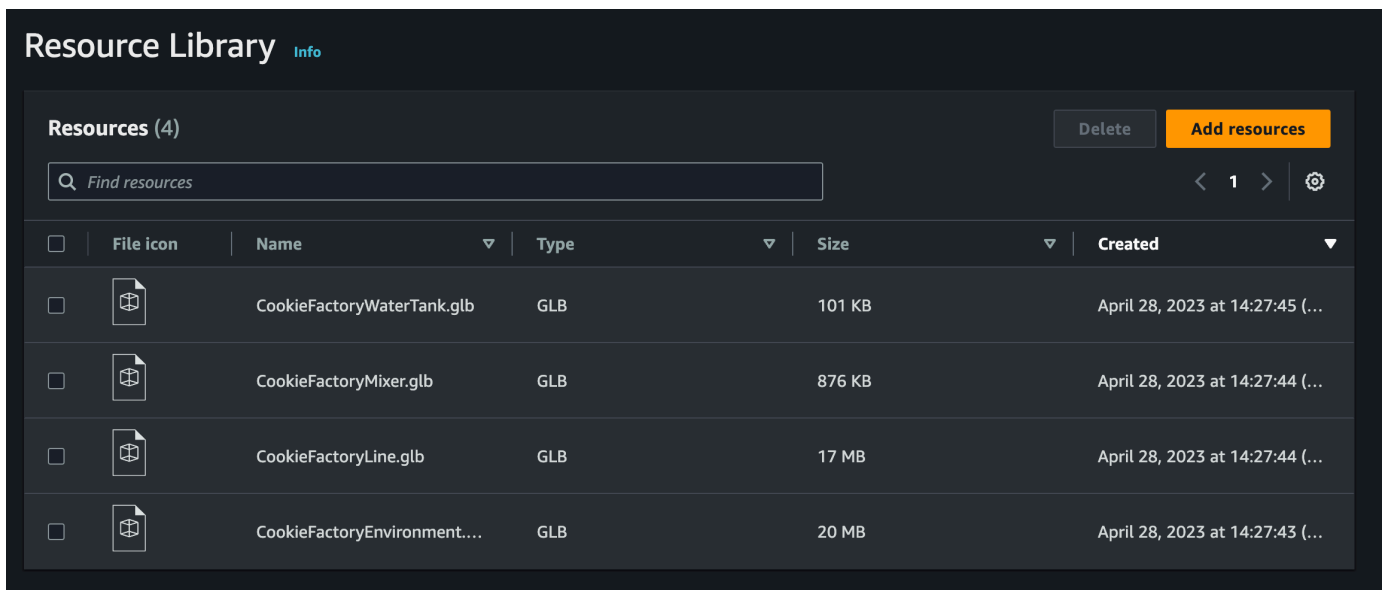 Resource Library Info
Resources (4)
Delete
Add resources
Find resources
1
File icon Name Type Size Created
CookieFactoryWaterTank.glb GLB 101 KB April 28, 2023 at 14:27:45 (...
CookieFactoryMixer.glb GLB 876 KB April 28, 2023 at 14:27:44 (...
CookieFactoryLine.glb GLB 17 MB April 28, 2023 at 14:27:44 (...
CookieFactoryEnvironment.... GLB 20 MB April 28, 2023 at 14:27:43 (...